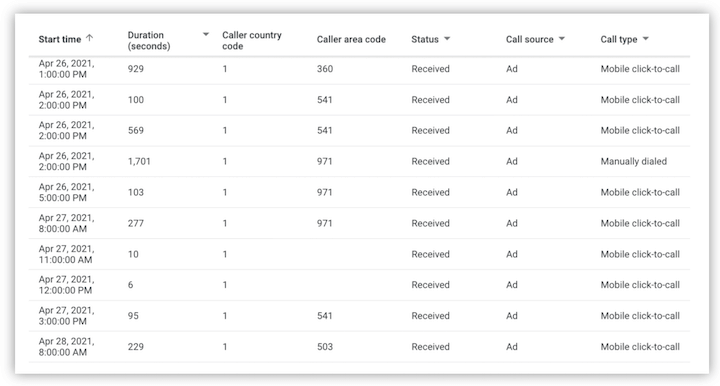 Start time Duration (seconds) Caller country code Caller area code Status Call source Call type
Apr 26, 2021, 1:00:00 PM 929 1 360 Received Ad Mobile click-to-call
Apr 26, 2021, 2:00:00 PM 100 1 541 Received Ad Mobile click-to-call
Apr 26, 2021, 2:00:00 PM 569 1 541 Received Ad Mobile click-to-call
Apr 26, 2021, 2:00:00 PM 1,701 1 971 Received Ad Manually dialed
Apr 26, 2021, 5:00:00 PM 103 1 971 Received Ad Mobile click-to-call
Apr 27, 2021, 8:00:00 AM 277 1 971 Received Ad Mobile click-to-call
Apr 27, 2021, 11:00:00 AM 10 1 Received Ad Mobile click-to-call
Apr 27, 2021, 12:00:00 PM 6 1 Received Ad Mobile click-to-call
Apr 27, 2021, 3:00:00 PM 95 1 541 Received Ad Mobile click-to-call
Apr 28, 2021, 8:00:00 AM 229 1 503 Received Ad Mobile click-to-call